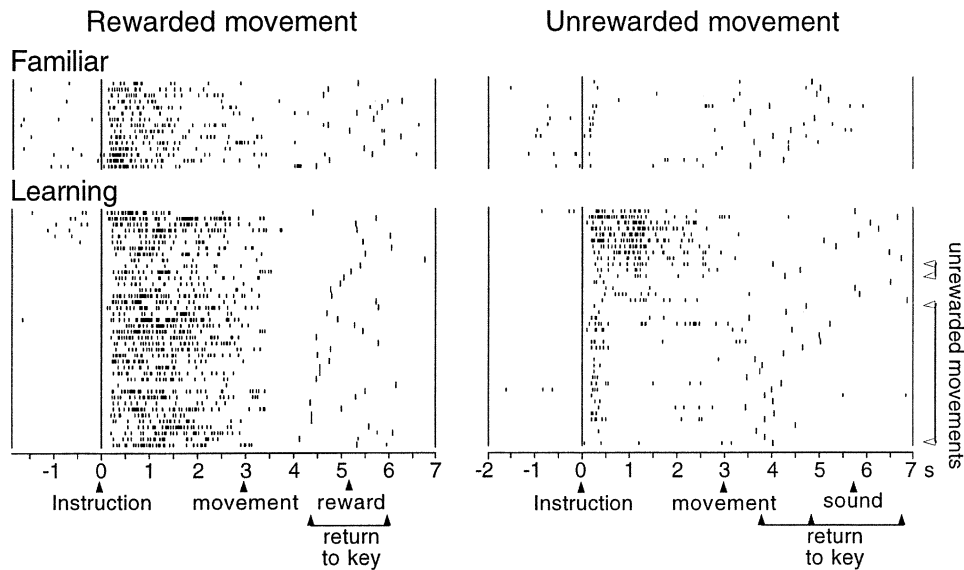 Rewarded movement
Unrewarded movement
Familiar
Learning
unrewarded movements
-1 0 1 2 3 4 5 6 7
-2 -1 0 1 2 3 4 5 6 7 s
Instruction
movement
reward
return
to key
Instruction
movement
sound
return
to key